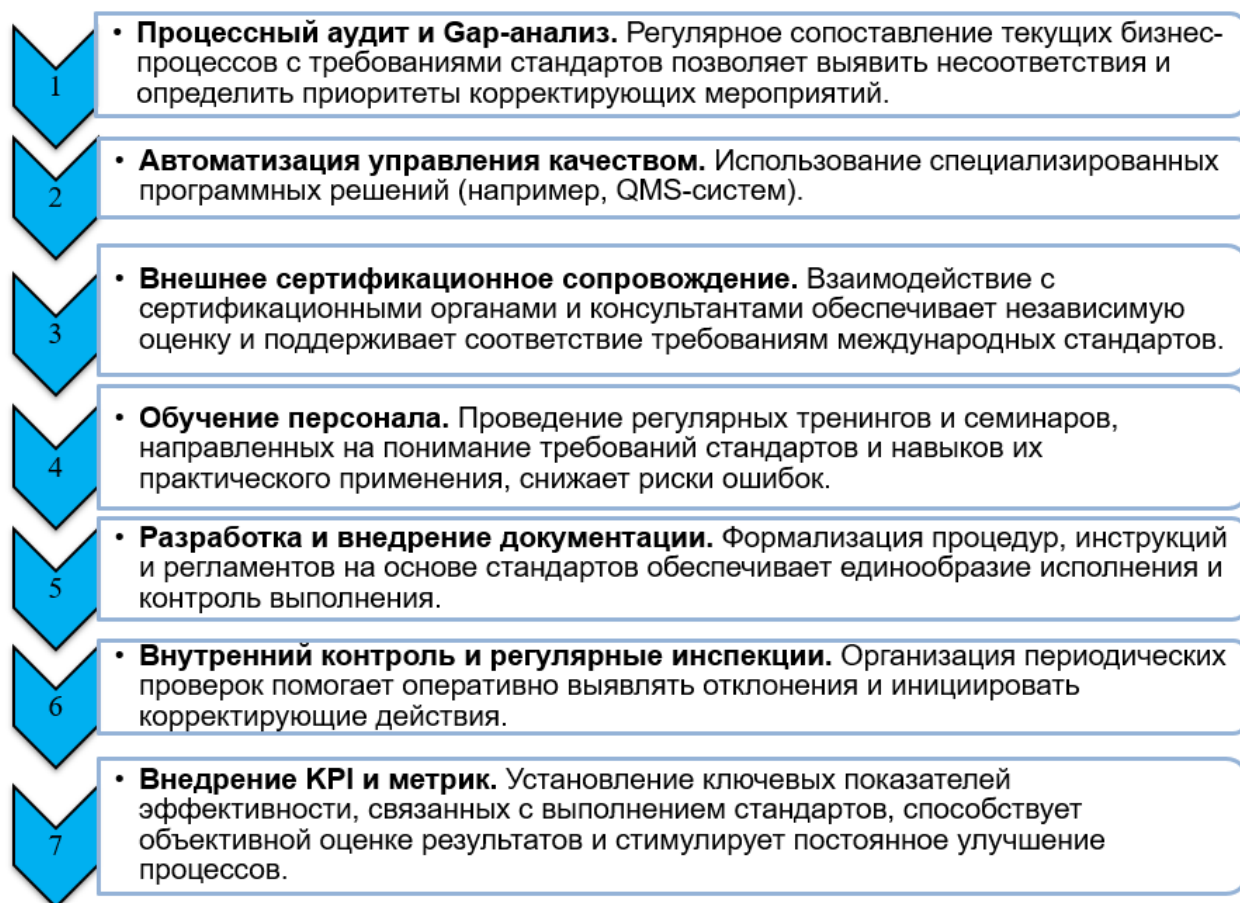 1
• Процессный аудит и Gap-анализ. Регулярное сопоставление текущих бизнес-
процессов с требованиями стандартов позволяет выявить несоответствия и
определить приоритеты корректирующих мероприятий.
2
• Автоматизация управления качеством. Использование специализированных
программных решений (например, QMS-систем).
3
• Внешнее сертификационное сопровождение. Взаимодействие с
сертификационными органами и консультантами обеспечивает независимую
оценку и поддерживает соответствие требованиям международных стандартов.
4
• Обучение персонала. Проведение регулярных тренингов и семинаров,
направленных на понимание требований стандартов и навыков их
практического применения, снижает риски ошибок.
5
• Разработка и внедрение документации. Формализация процедур, инструкций
и регламентов на основе стандартов обеспечивает единообразие исполнения и
контроль выполнения.
6
• Внутренний контроль и регулярные инспекции. Организация периодических
проверок помогает оперативно выявлять отклонения и инициировать
корректирующие действия.
7
• Внедрение KPI и метрик. Установление ключевых показателей
эффективности, связанных с выполнением стандартов, способствует
объективной оценке результатов и стимулирует постоянное улучшение
процессов.